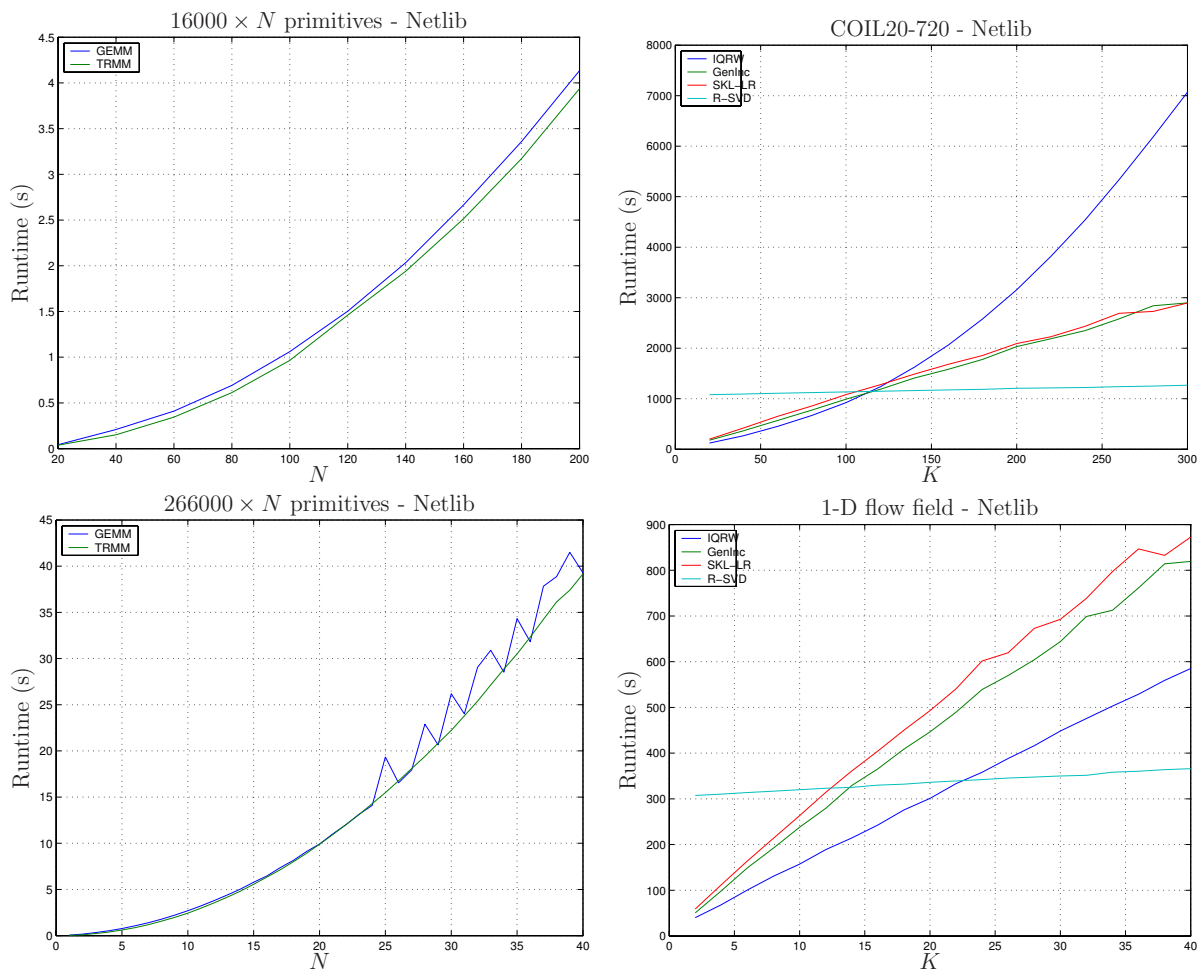 16000 × N primitives - Netlib
GEMM
TRMM
Runtime (s)
4.5
4
3.5
3
2.5
2
1.5
1
0.5
0
20 40 60 80 100 120 140 160 180 200
N
COIL20-720 - Netlib
IQRW
GenInc
SKL-LR
R-SVD
Runtime (s)
8000
7000
6000
5000
4000
3000
2000
1000
0
0 50 100 150 200 250 300
K
266000 × N primitives - Netlib
GEMM
TRMM
Runtime (s)
45
40
35
30
25
20
15
10
5
0
0 5 10 15 20 25 30 35 40
N
1-D flow field - Netlib
IQRW
GenInc
SKL-LR
R-SVD
Runtime (s)
900
800
700
600
500
400
300
200
100
0
0 5 10 15 20 25 30 35 40
K